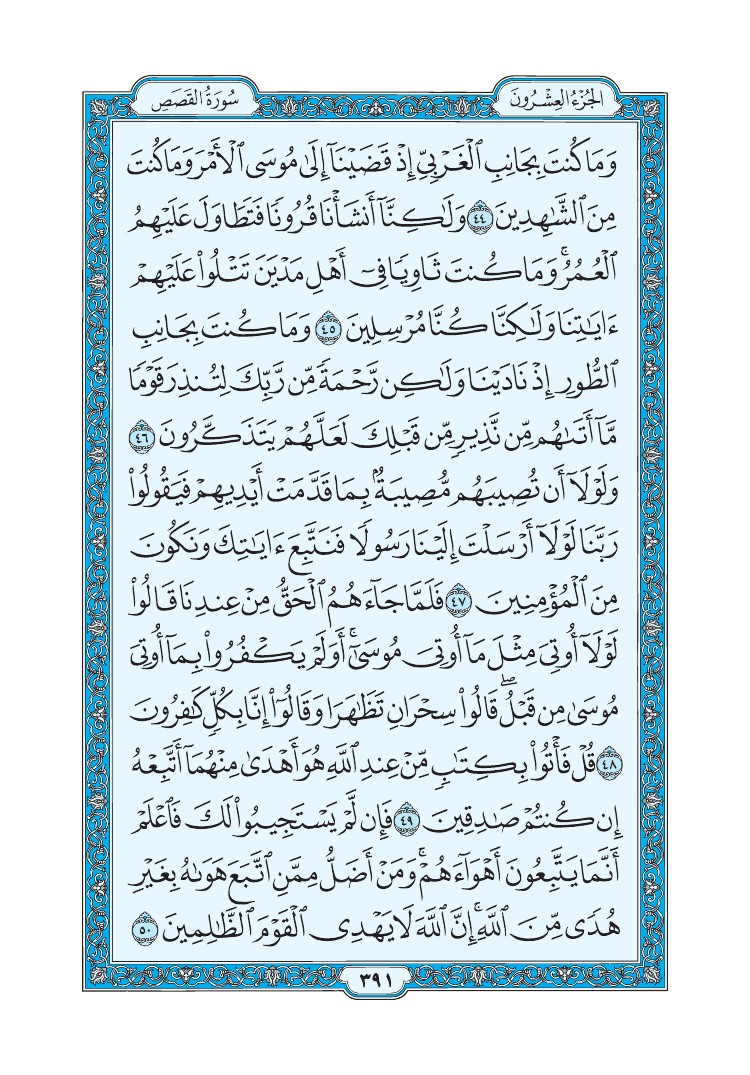 الجُزْءُ العِشْرُونَ
سُورَةُ القَصَصِ
وَمَا كُنتَ بِجَانِبِ ٱلْغَرْبِيِّ إِذْ قَضَيْنَآ إِلَىٰ مُوسَى ٱلْأَمْرَ وَمَا كُنتَ
مِنَ ٱلشَّـٰهِدِينَ ٤٤ وَلَـٰكِنَّآ أَنشَأْنَا قُرُونًا فَتَطَاوَلَ عَلَيْهِمُ
ٱلْعُمُرُ ۚ وَمَا كُنتَ ثَاوِيًا فِىٓ أَهْلِ مَدْيَنَ تَتْلُوا۟ عَلَيْهِمْ
ءَايَـٰتِنَا وَلَـٰكِنَّا كُنَّا مُرْسِلِينَ ٤٥ وَمَا كُنتَ بِجَانِبِ
ٱلطُّورِ إِذْ نَادَيْنَا وَلَـٰكِن رَّحْمَةً مِّن رَّبِّكَ لِتُنذِرَ قَوْمًا
مَّآ أَتَىٰهُم مِّن نَّذِيرٍ مِّن قَبْلِكَ لَعَلَّهُمْ يَتَذَكَّرُونَ ٤٦
وَلَوْلَآ أَن تُصِيبَهُم مُّصِيبَةٌۢ بِمَا قَدَّمَتْ أَيْدِيهِمْ فَيَقُولُوا۟
رَبَّنَا لَوْلَآ أَرْسَلْتَ إِلَيْنَا رَسُولًا فَنَتَّبِعَ ءَايَـٰتِكَ وَنَكُونَ
مِنَ ٱلْمُؤْمِنِينَ ٤٧ فَلَمَّا جَآءَهُمُ ٱلْحَقُّ مِنْ عِندِنَا قَالُوا۟
لَوْلَآ أُوتِىَ مِثْلَ مَآ أُوتِىَ مُوسَىٰٓ ۚ أَوَلَمْ يَكْفُرُوا۟ بِمَآ أُوتِىَ
مُوسَىٰ مِن قَبْلُ ۖ قَالُوا۟ سِحْرَانِ تَظَـٰهَرَا وَقَالُوٓا۟ إِنَّا بِكُلٍّ كَـٰفِرُونَ
٤٨ قُلْ فَأْتُوا۟ بِكِتَـٰبٍ مِّنْ عِندِ ٱللَّهِ هُوَ أَهْدَىٰ مِنْهُمَآ أَتَّبِعْهُ
إِن كُنتُمْ صَـٰدِقِينَ ٤٩ فَإِن لَّمْ يَسْتَجِيبُوا۟ لَكَ فَٱعْلَمْ
أَنَّمَا يَتَّبِعُونَ أَهْوَآءَهُمْ ۚ وَمَنْ أَضَلُّ مِمَّنِ ٱتَّبَعَ هَوَىٰهُ بِغَيْرِ
هُدًى مِّنَ ٱللَّهِ ۚ إِنَّ ٱللَّهَ لَا يَهْدِى ٱلْقَوْمَ ٱلظَّـٰلِمِينَ ٥٠
٣٩١